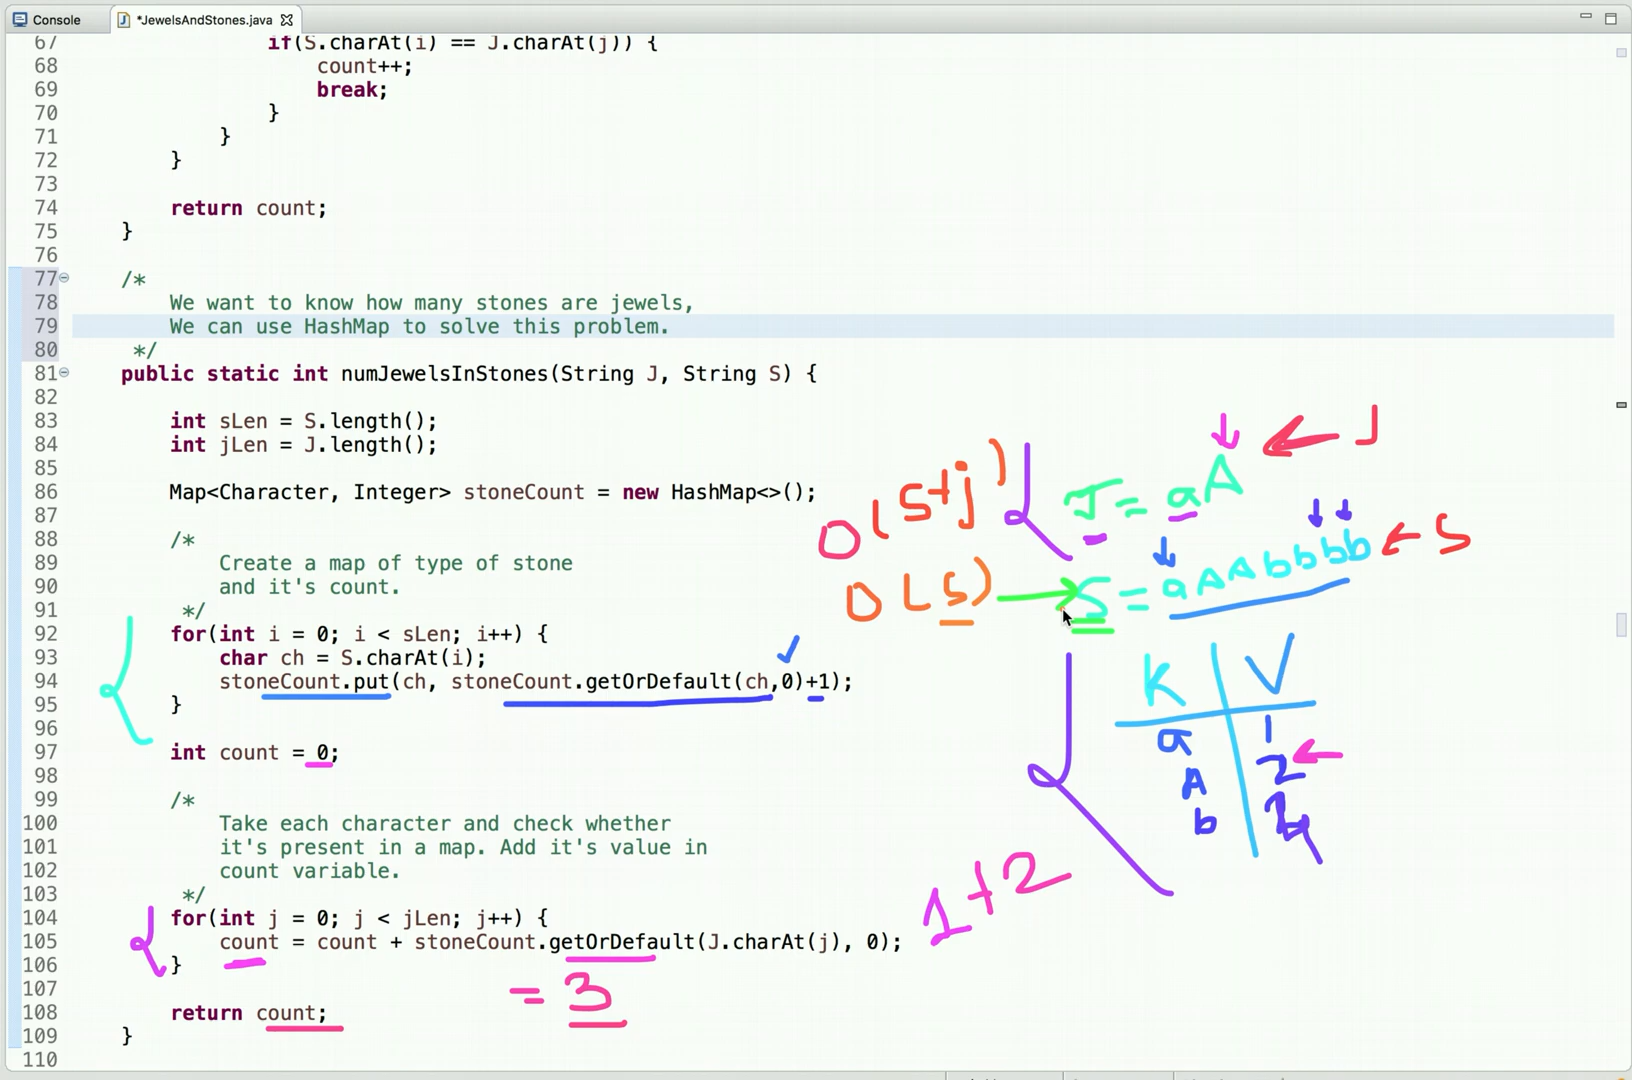 Console
*JewelsAndStones.java
67 if(S.charAt(i) == J.charAt(j)) {
68 count++;
69 break;
70 }
71 }
72 }
73
74 return count;
75 }
76
77 /*
78 We want to know how many stones are jewels,
79 We can use HashMap to solve this problem.
80 */
81 public static int numJewelsInStones(String J, String S) {
82
83 int sLen = S.length();
84 int jLen = J.length();
85
86 Map<Character, Integer> stoneCount = new HashMap<>();
87
88 /*
89 Create a map of type of stone
90 and it's count.
91 */
92 for(int i = 0; i < sLen; i++) {
93 char ch = S.charAt(i);
94 stoneCount.put(ch, stoneCount.getOrDefault(ch,0)+1);
95 }
96
97 int count = 0;
98
99 /*
100 Take each character and check whether
101 it's present in a map. Add it's value in
102 count variable.
103 */
104 for(int j = 0; j < jLen; j++) {
105 count = count + stoneCount.getOrDefault(J.charAt(j), 0);
106 }
107
108 return count;
109 }
110
J
J = aA
O(s+j)
S = aAAbbbb
S
O(s)
K V
a 1
A 2
b 4
1+2
= 3